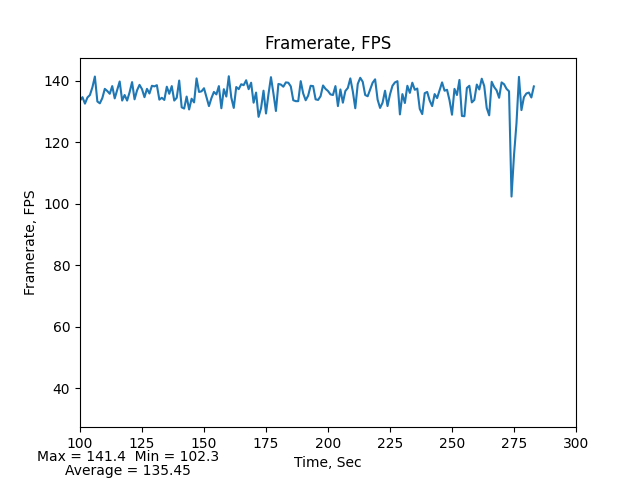 Framerate, FPS
Framerate, FPS
140
120
100
80
60
40
100 125 150 175 200 225 250 275 300
Time, Sec
Max = 141.4  Min = 102.3
Average = 135.45